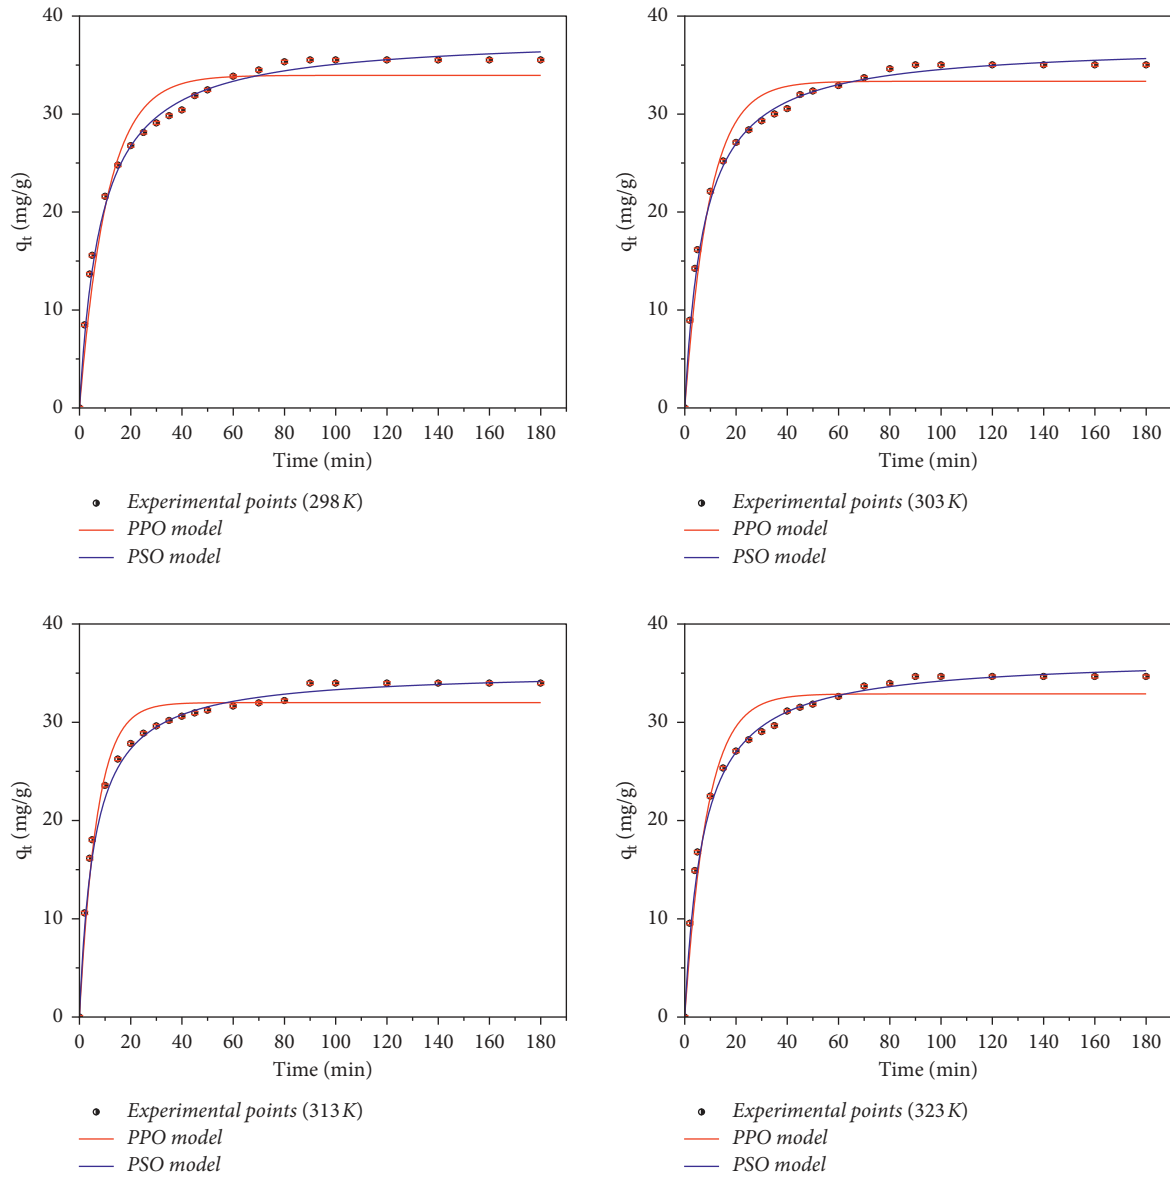 40
30
20
10
0
q_t (mg/g)
0 20 40 60 80 100 120 140 160 180
Time (min)
Experimental points (298 K)
PPO model
PSO model
40
30
20
10
0
q_t (mg/g)
0 20 40 60 80 100 120 140 160 180
Time (min)
Experimental points (303 K)
PPO model
PSO model
40
30
20
10
0
q_t (mg/g)
0 20 40 60 80 100 120 140 160 180
Time (min)
Experimental points (313 K)
PPO model
PSO model
40
30
20
10
0
q_t (mg/g)
0 20 40 60 80 100 120 140 160 180
Time (min)
Experimental points (323 K)
PPO model
PSO model